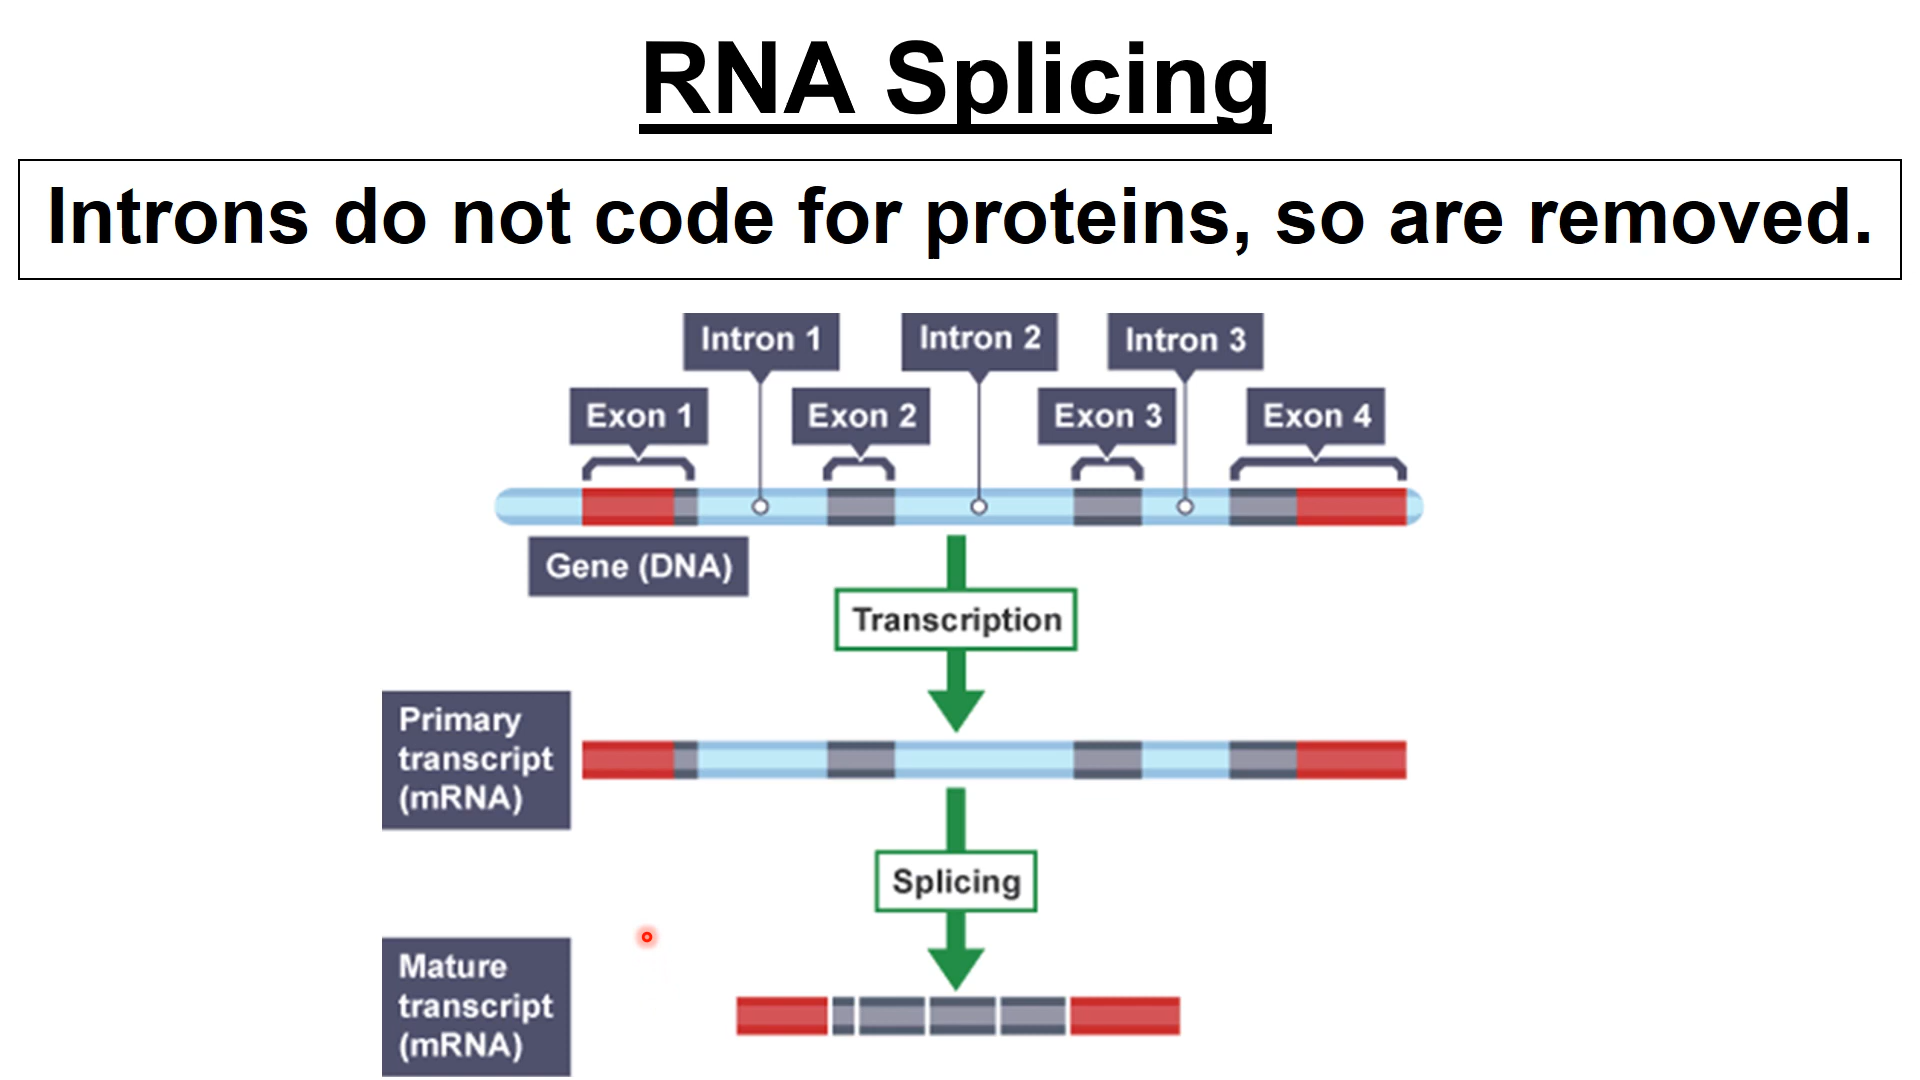 RNA Splicing
Introns do not code for proteins, so are removed.
Intron 1
Intron 2
Intron 3
Exon 1
Exon 2
Exon 3
Exon 4
Gene (DNA)
Transcription
Primary
transcript
(mRNA)
Splicing
Mature
transcript
(mRNA)